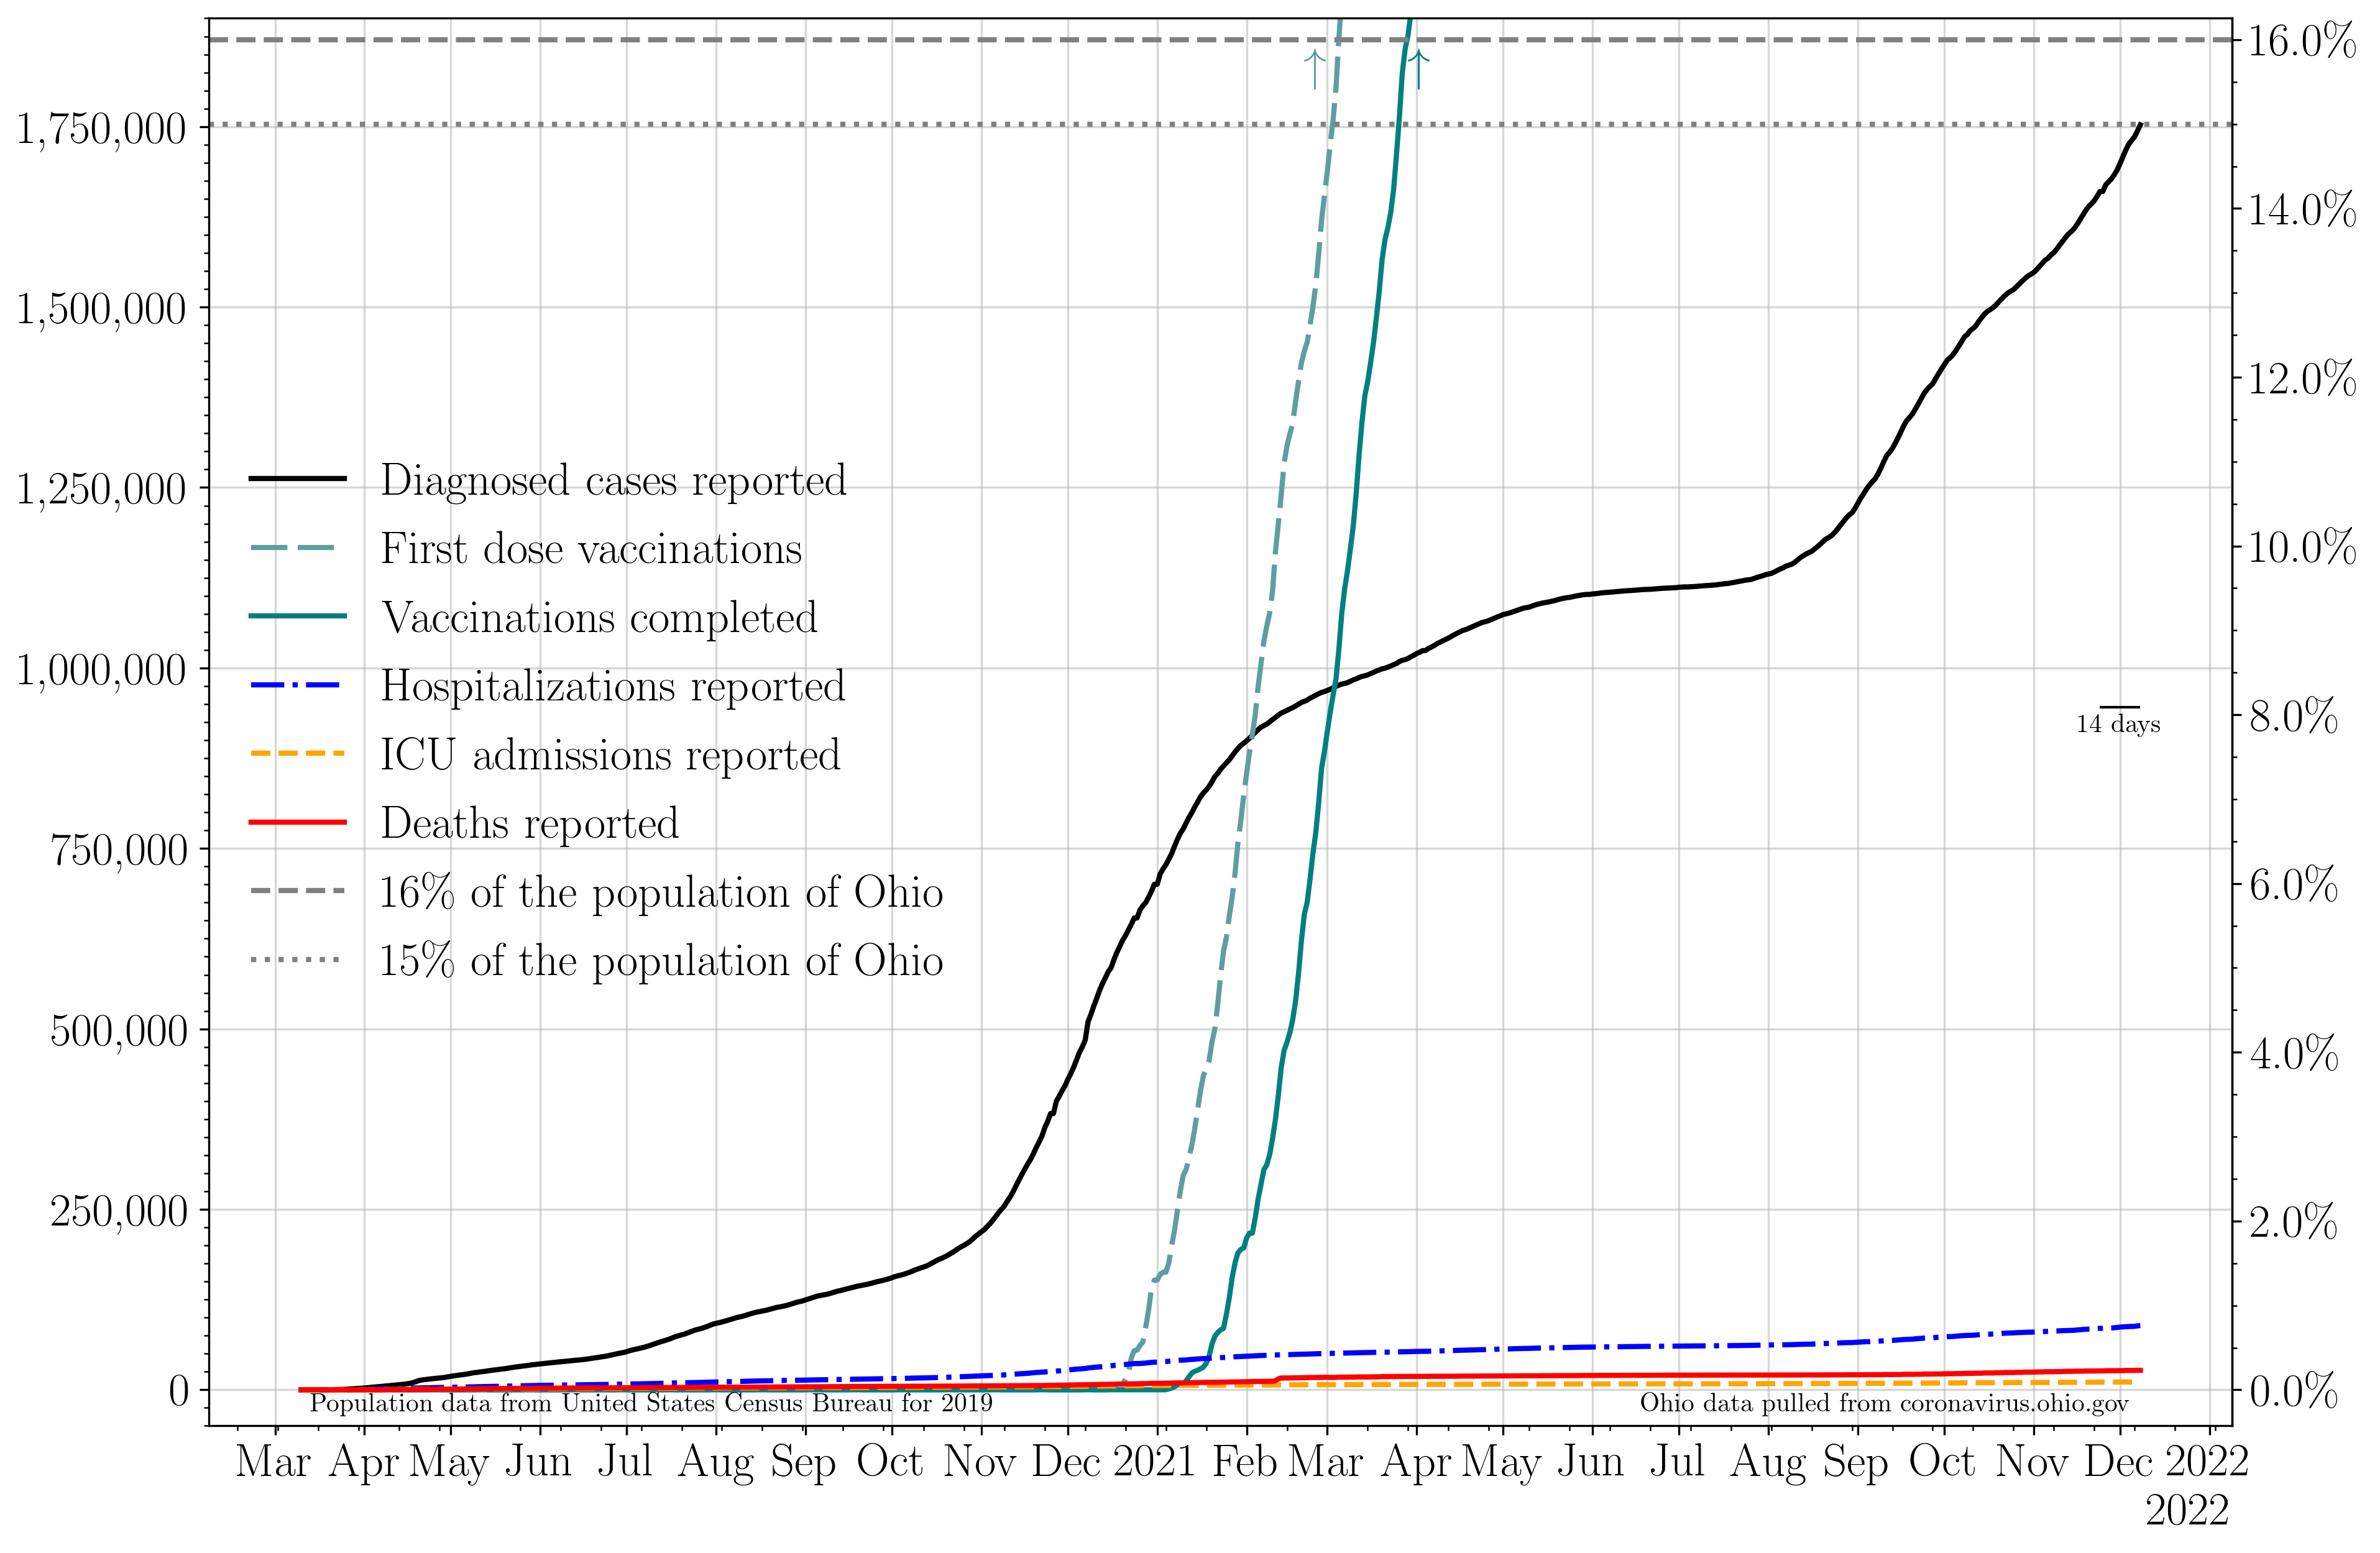 16.0%
1,750,000
14.0%
1,500,000
12.0%
Diagnosed cases reported
1,250,000
First dose vaccinations
10.0%
Vaccinations completed
1,000,000
Hospitalizations reported
8.0%
14 days
ICU admissions reported
750,000
Deaths reported
16% of the population of Ohio
6.0%
15% of the population of Ohio
500,000
4.0%
250,000
2.0%
0
0.0%
Population data from United States Census Bureau for 2019
Ohio data pulled from coronavirus.ohio.gov
Mar Apr May Jun Jul Aug Sep Oct Nov Dec 2021 Feb Mar Apr May Jun Jul Aug Sep Oct Nov Dec 2022
2022